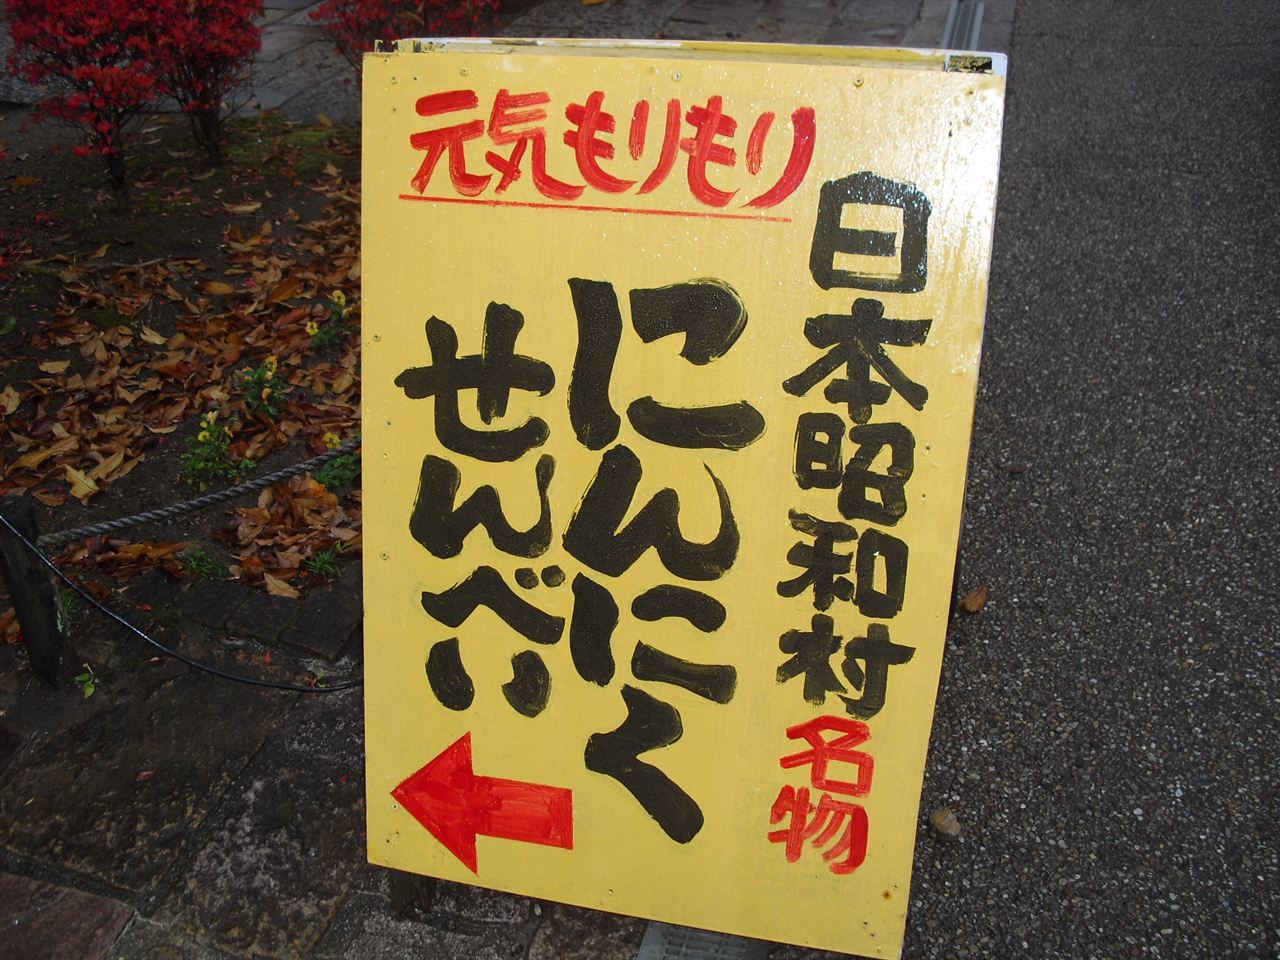 元気もりもり
日本昭和村名物
にんにく
せんべい